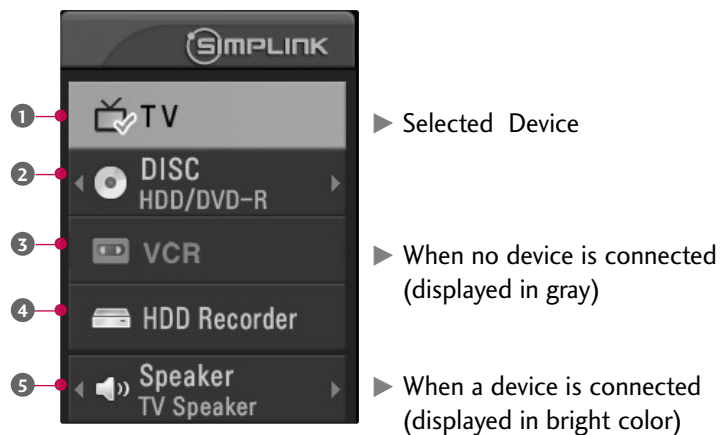 SIMPLINK
1 TV
▶ Selected Device
2 DISC
HDD/DVD-R
3 VCR
▶ When no device is connected
(displayed in gray)
4 HDD Recorder
5 Speaker
TV Speaker
▶ When a device is connected
(displayed in bright color)